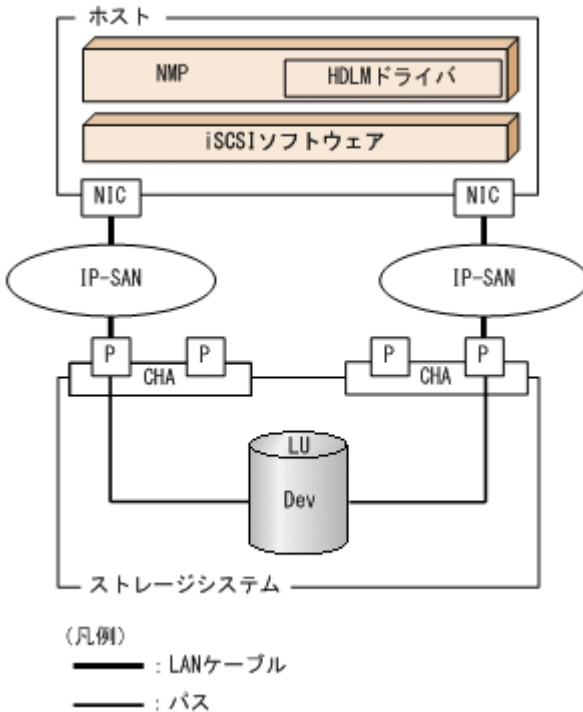 ホスト
NMP
HDLMドライバ
iSCSIソフトウェア
NIC
NIC
IP-SAN
IP-SAN
P
P
P
P
CHA
CHA
LU
Dev
ストレージシステム
(凡例)
: LANケーブル
: パス